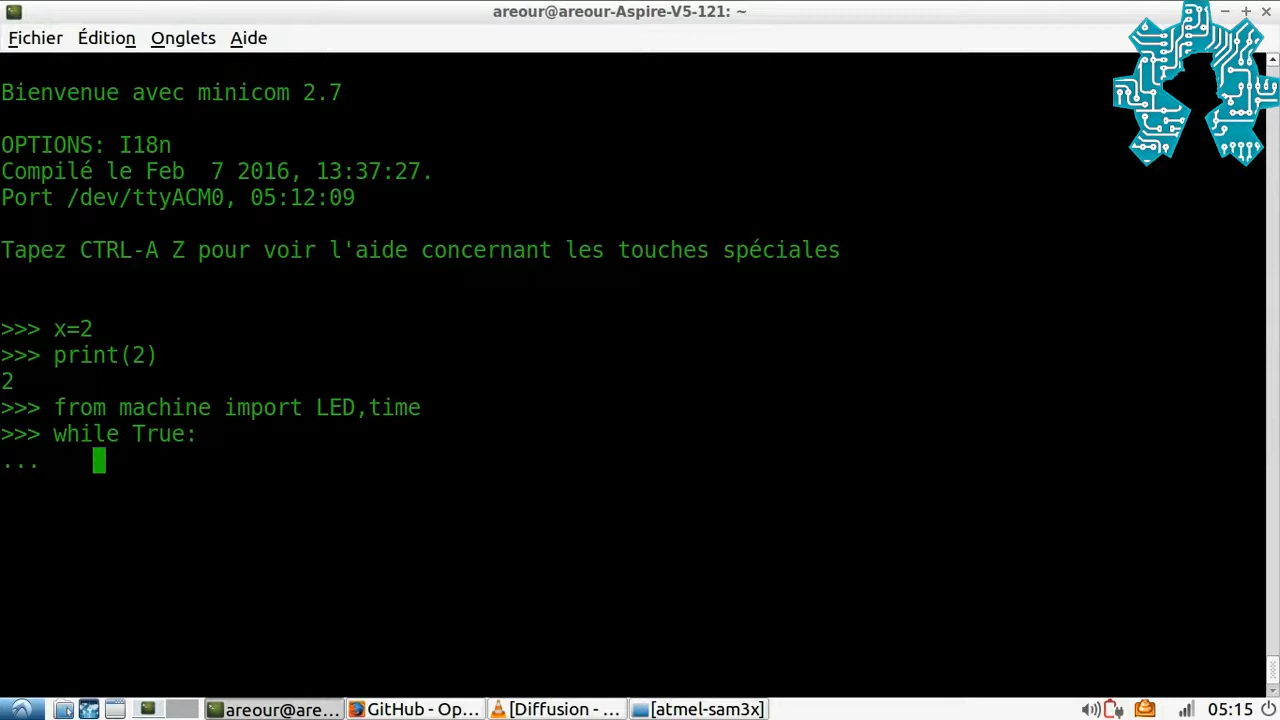 areour@areour-Aspire-V5-121: ~
Fichier Édition Onglets Aide
Bienvenue avec minicom 2.7
OPTIONS: I18n
Compilé le Feb  7 2016, 13:37:27.
Port /dev/ttyACM0, 05:12:09
Tapez CTRL-A Z pour voir l'aide concernant les touches spéciales
>>> x=2
>>> print(2)
2
>>> from machine import LED,time
>>> while True:
...
areour@are... GitHub - Op... [Diffusion - ... [atmel-sam3x] 05:15